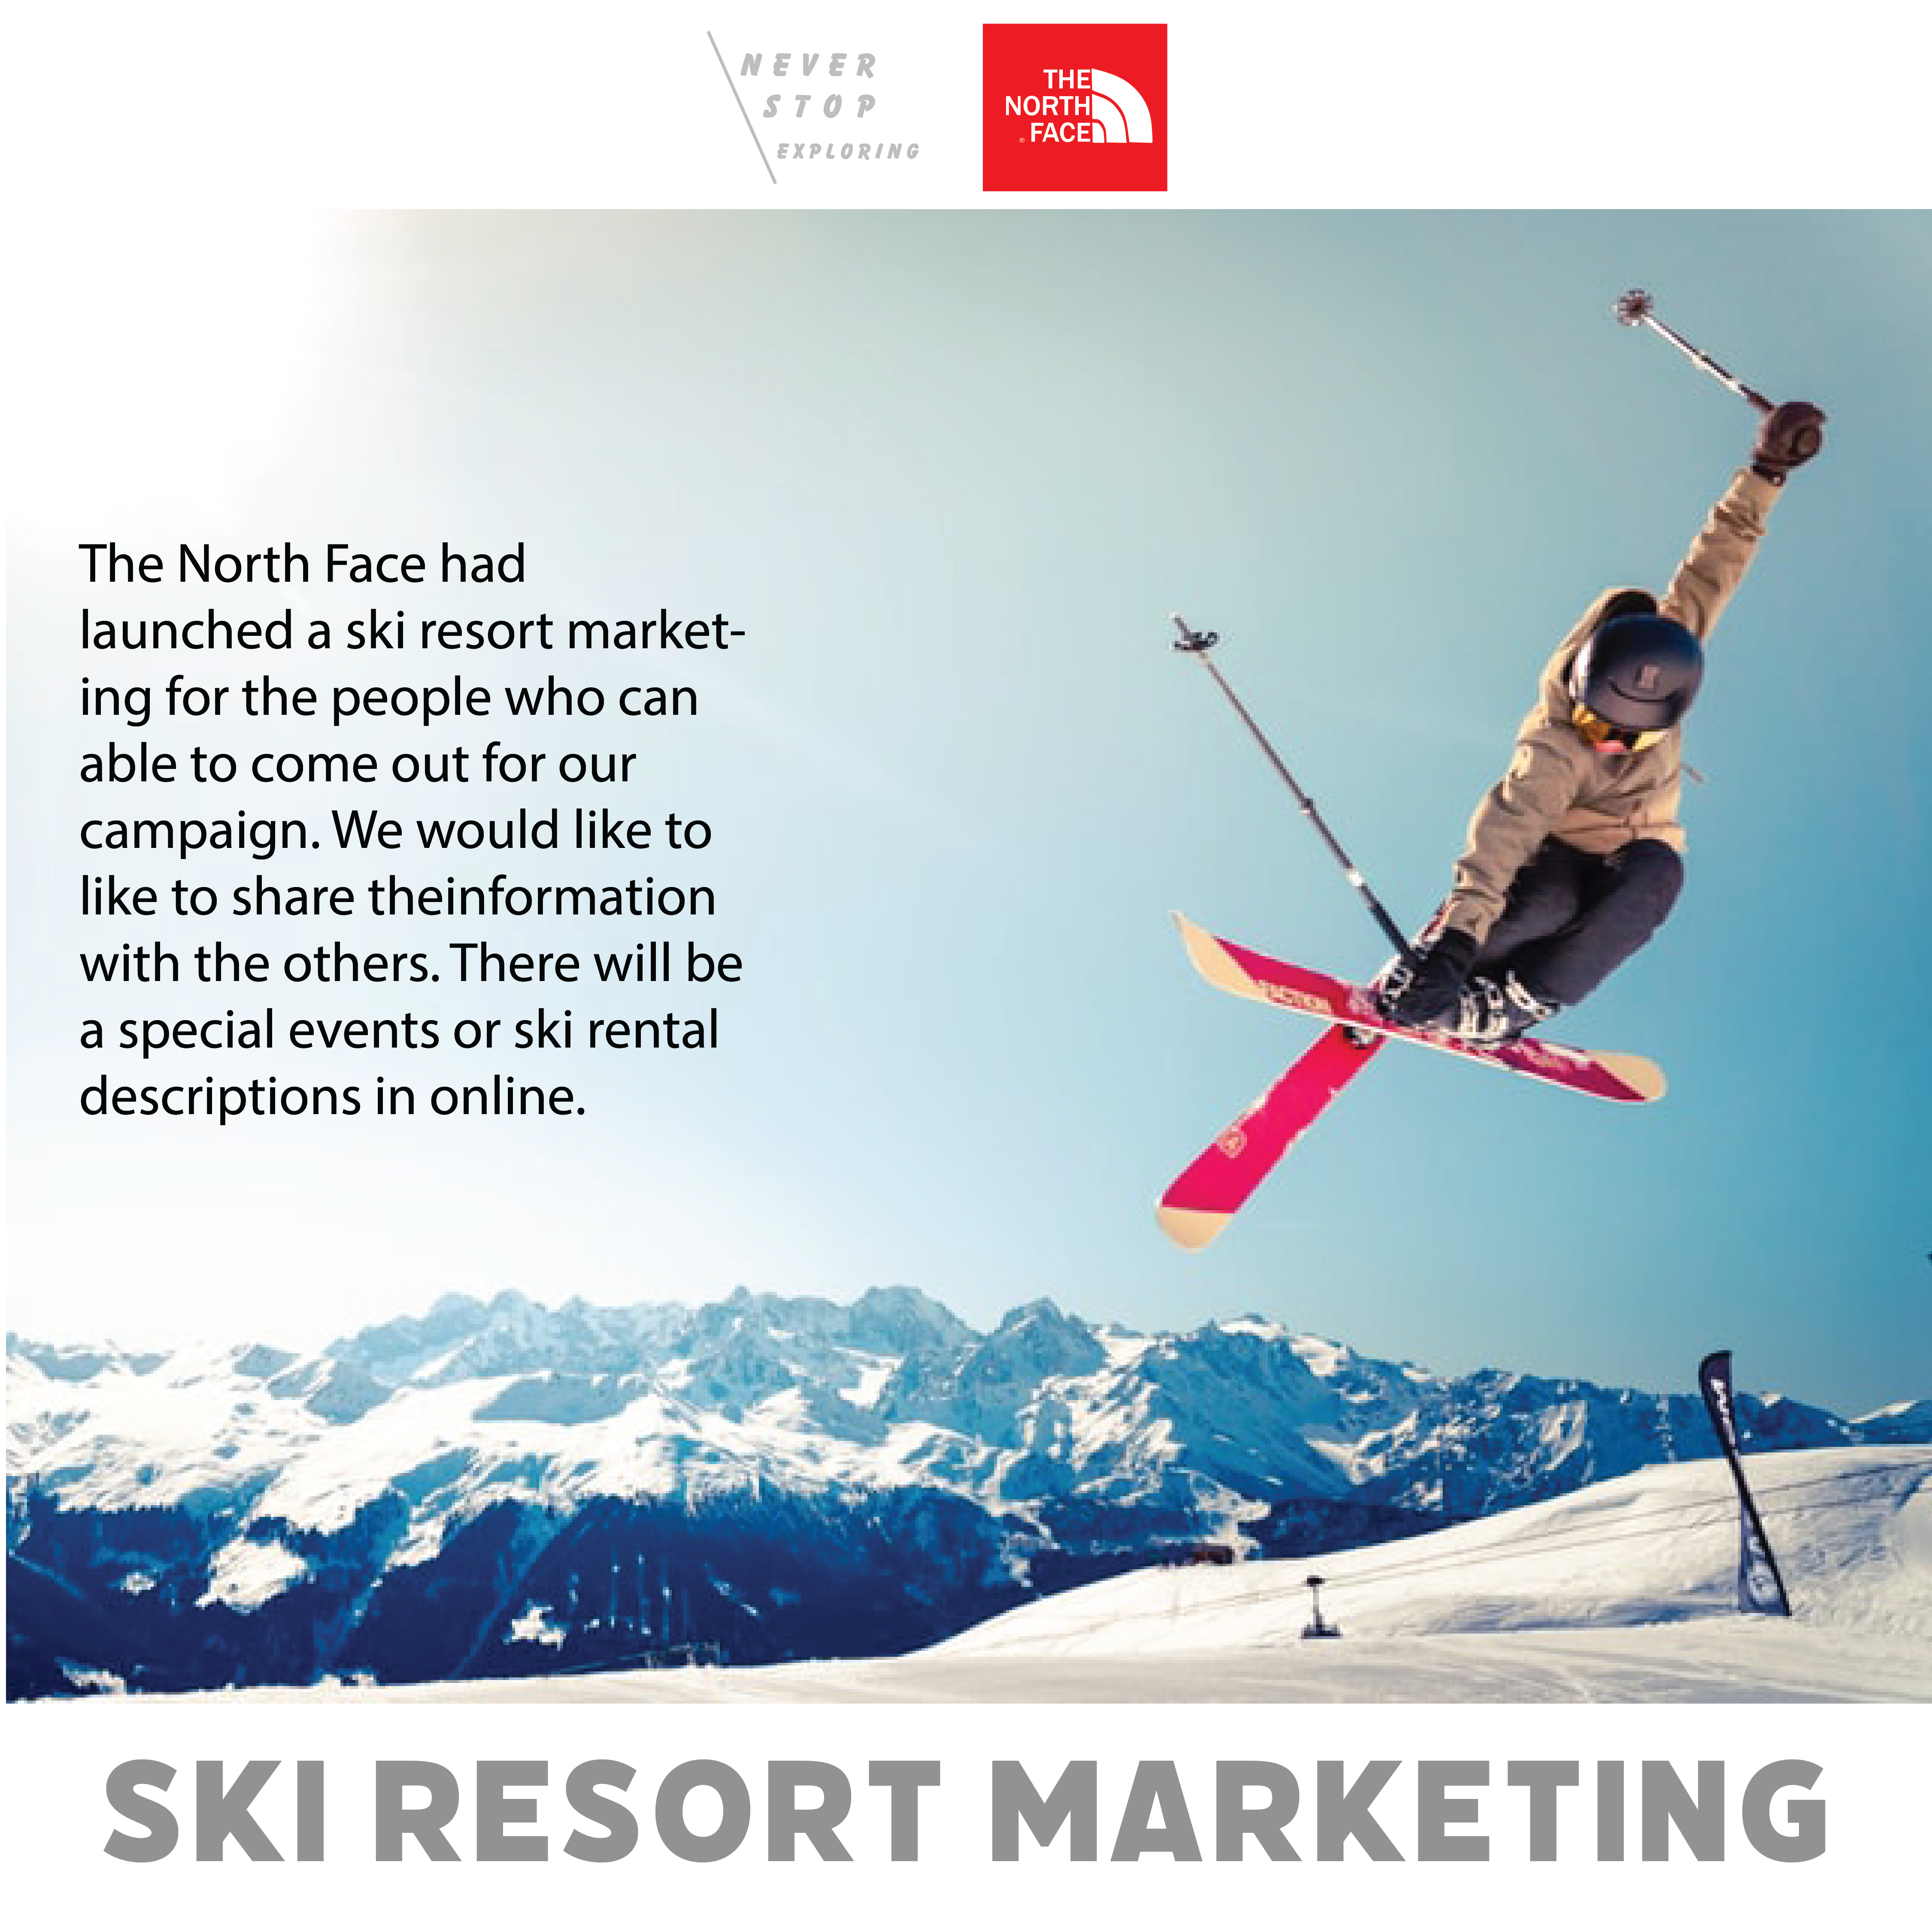 NEVER
STOP
EXPLORING
THE
NORTH
® FACE
The North Face had
launched a ski resort market-
ing for the people who can
able to come out for our
campaign. We would like to
like to share theinformation
with the others. There will be
a special events or ski rental
descriptions in online.
SKI RESORT MARKETING